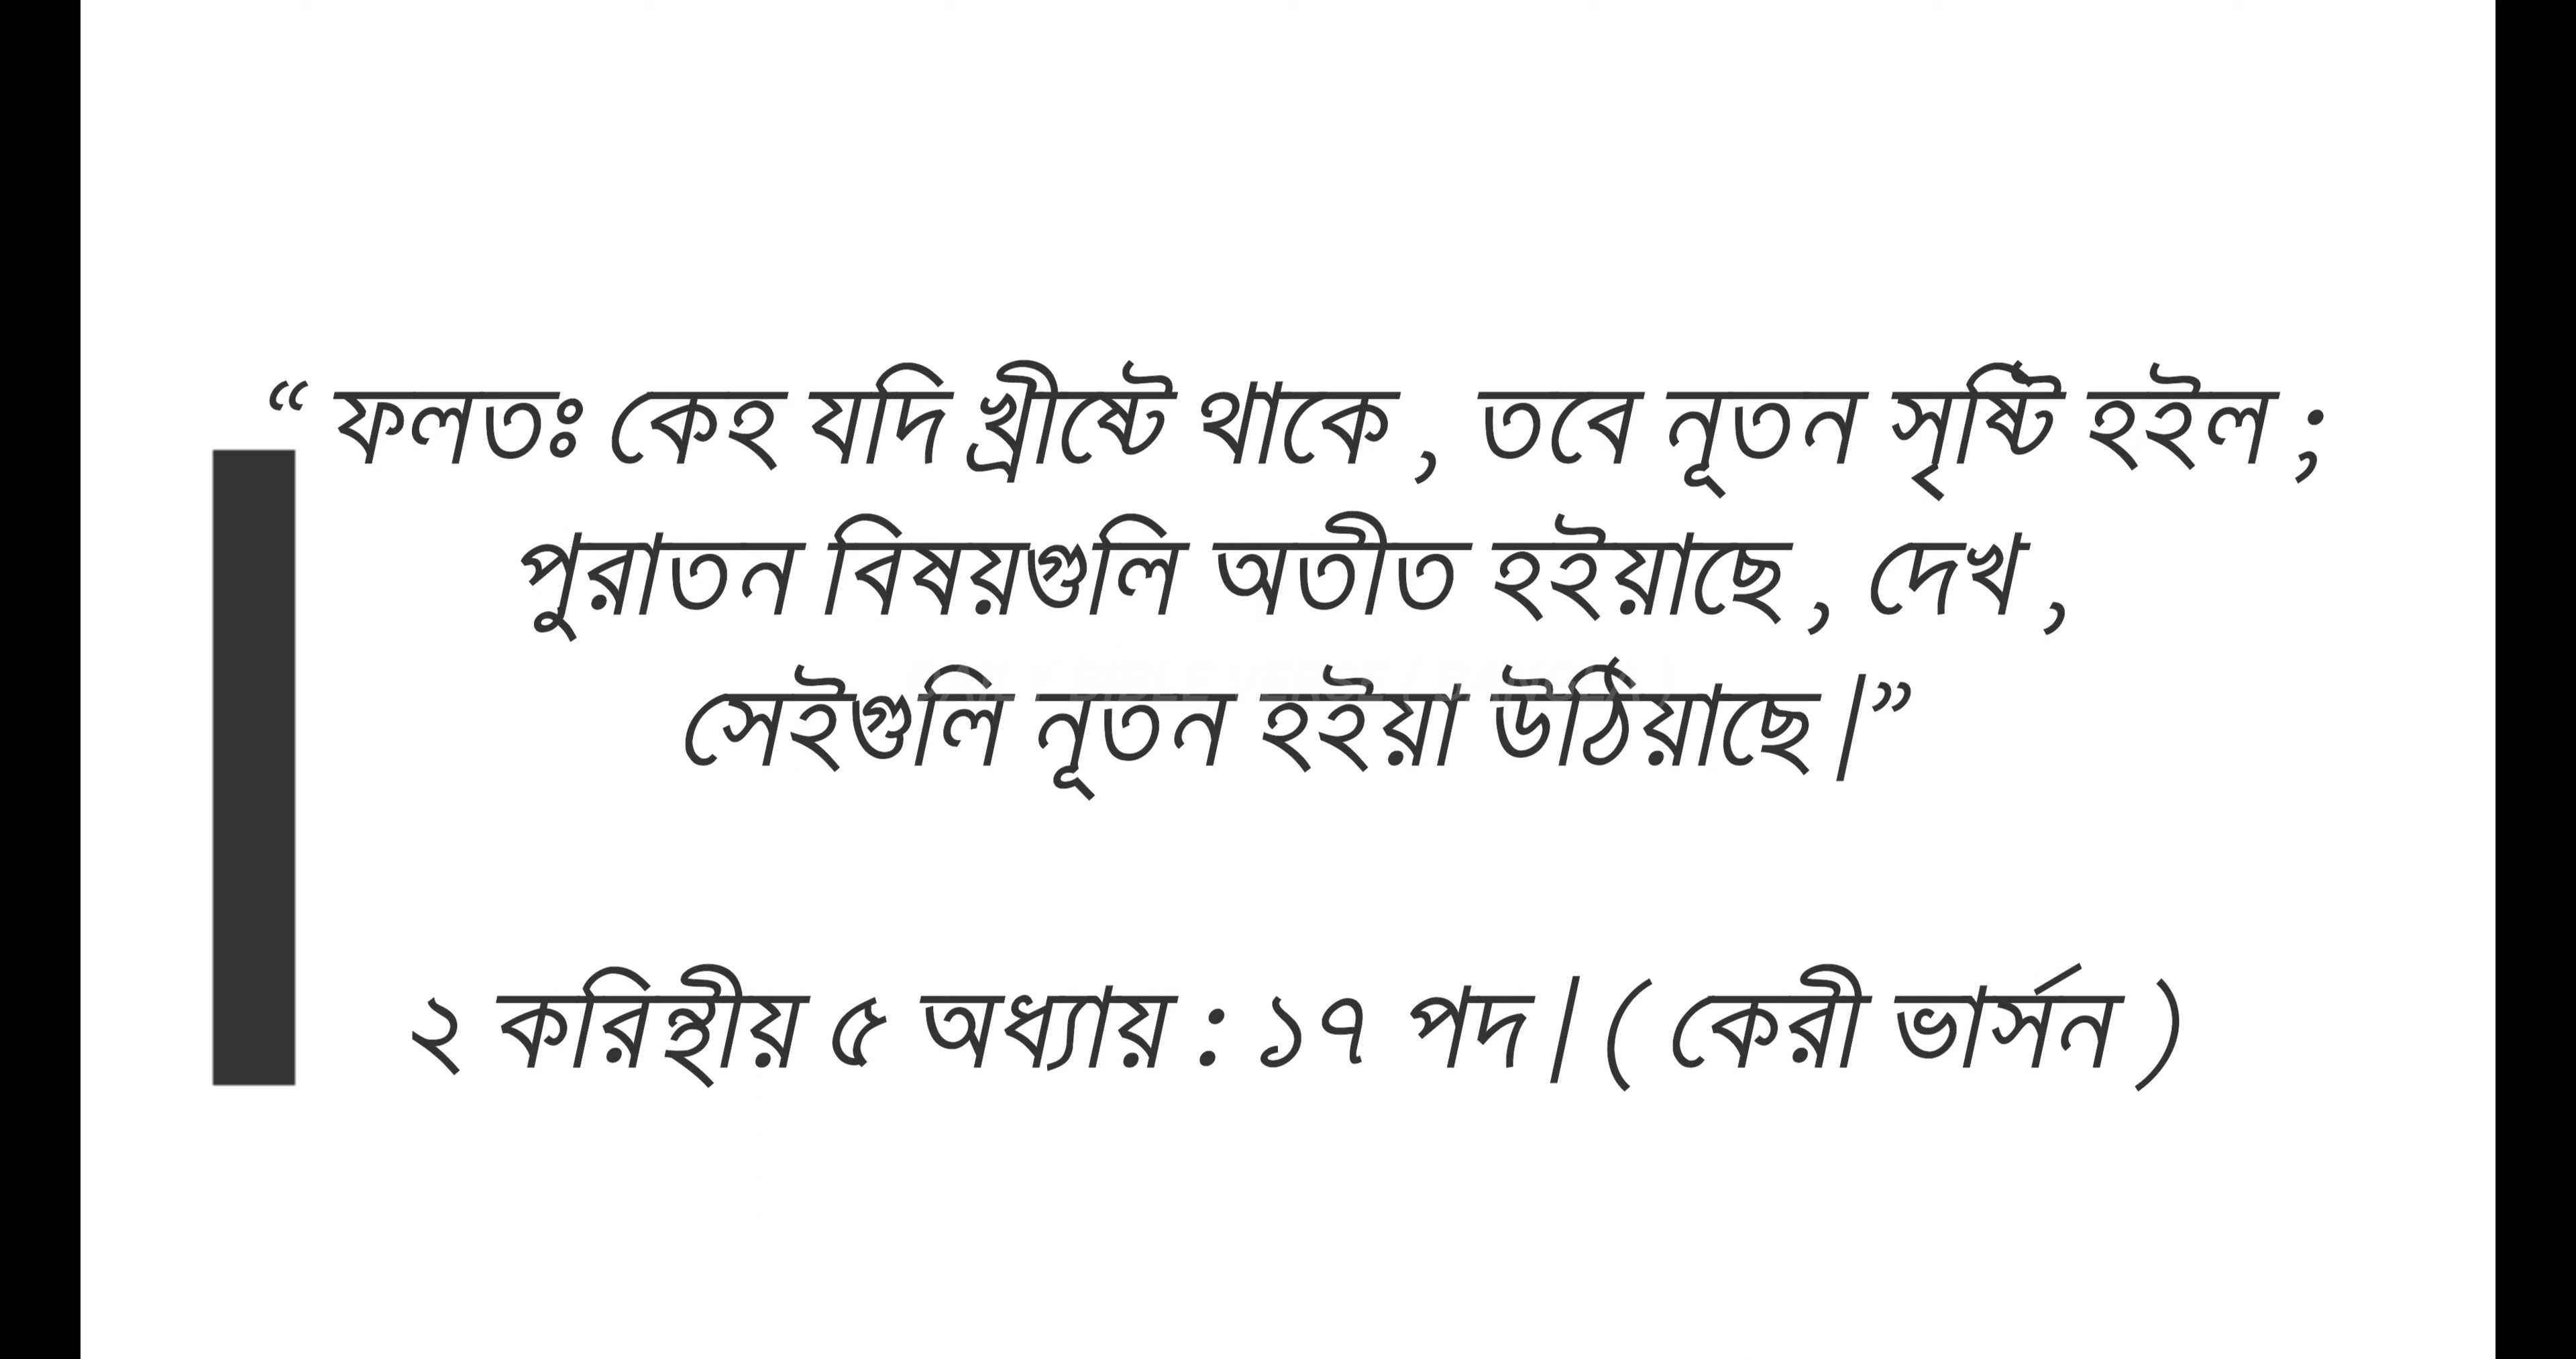 “ ফলতঃ কেহ যদি খ্রীষ্টে থাকে , তবে নূতন সৃষ্টি হইল ;
পুরাতন বিষয়গুলি অতীত হইয়াছে , দেখ ,
সেইগুলি নূতন হইয়া উঠিয়াছে |”
২ করিন্থীয় ৫ অধ্যায় : ১৭ পদ | ( কেরী ভার্সন )